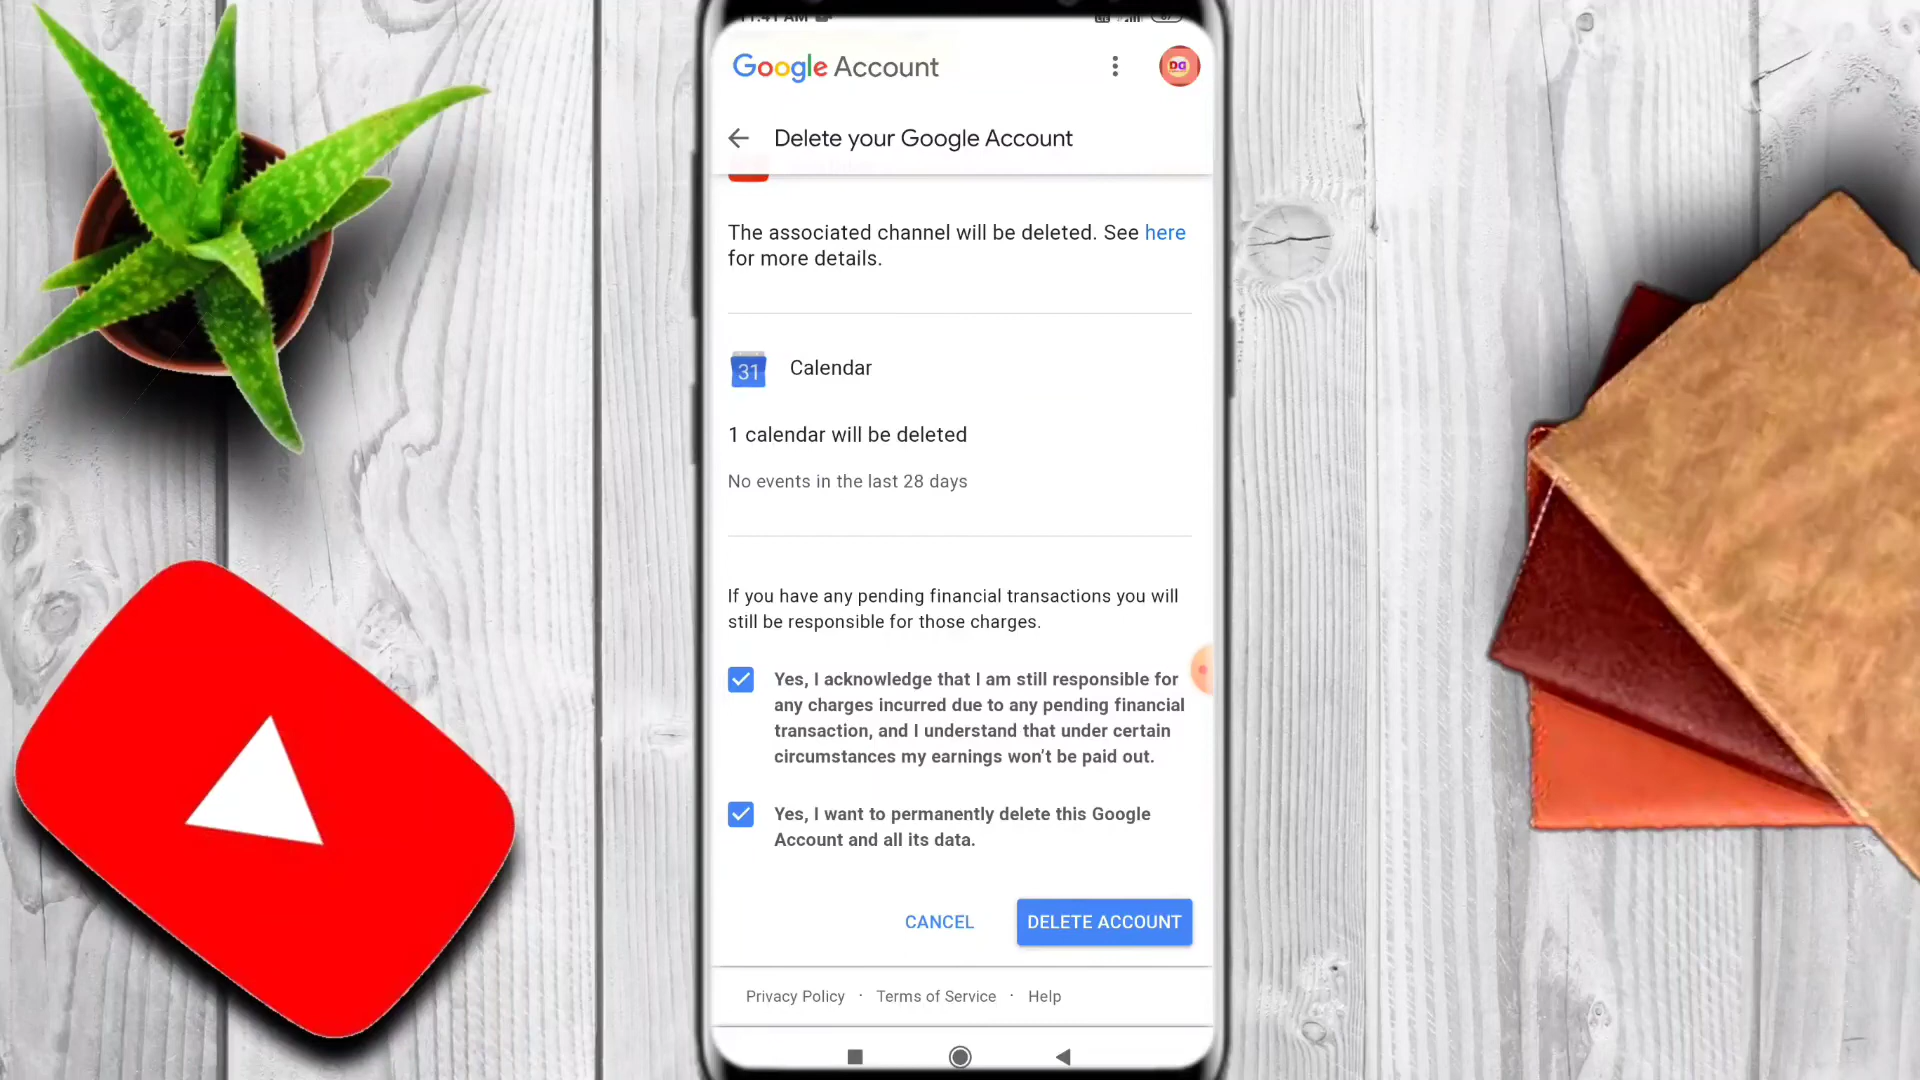 11:41 AM
Google Account
DG
Delete your Google Account
The associated channel will be deleted. See here
for more details.
31
Calendar
1 calendar will be deleted
No events in the last 28 days
If you have any pending financial transactions you will
still be responsible for those charges.
Yes, I acknowledge that I am still responsible for
any charges incurred due to any pending financial
transaction, and I understand that under certain
circumstances my earnings won't be paid out.
Yes, I want to permanently delete this Google
Account and all its data.
CANCEL
DELETE ACCOUNT
Privacy Policy · Terms of Service · Help